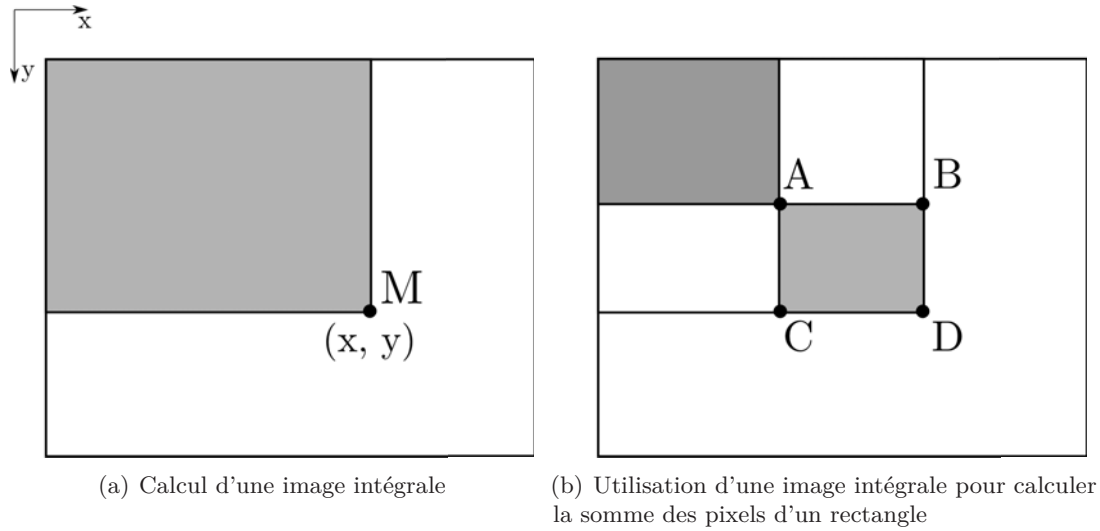 x
y
M
(x, y)
A
B
C
D
(a) Calcul d'une image intégrale
(b) Utilisation d'une image intégrale pour calculer
la somme des pixels d'un rectangle